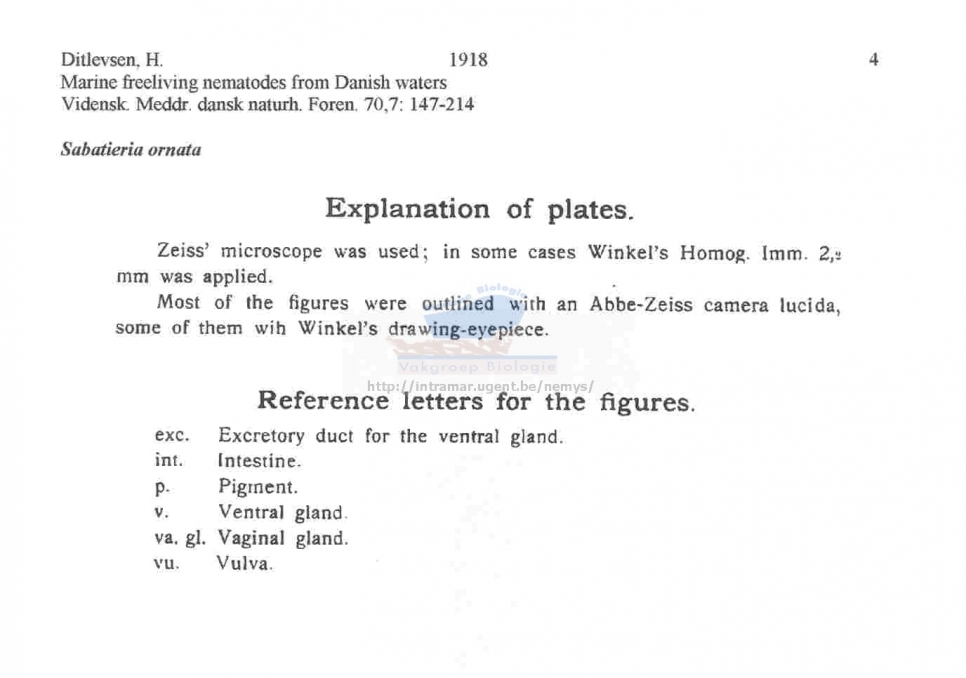 Ditlevsen, H. 1918 4
Marine freeliving nematodes from Danish waters
Vidensk. Meddr. dansk naturh. Foren. 70,7: 147-214
Sabatieria ornata
Explanation of plates.
Zeiss' microscope was used; in some cases Winkel's Homog. Imm. 2,2
mm was applied.
Most of the figures were outlined with an Abbe-Zeiss camera lucida,
some of them wih Winkel's drawing-eyepiece.
Biologie
Vakgroep Biologie
http://intramar.ugent.be/nemys/
Reference letters for the figures.
exc. Excretory duct for the ventral gland.
int. Intestine.
p. Pigment.
v. Ventral gland.
va. gl. Vaginal gland.
vu. Vulva.